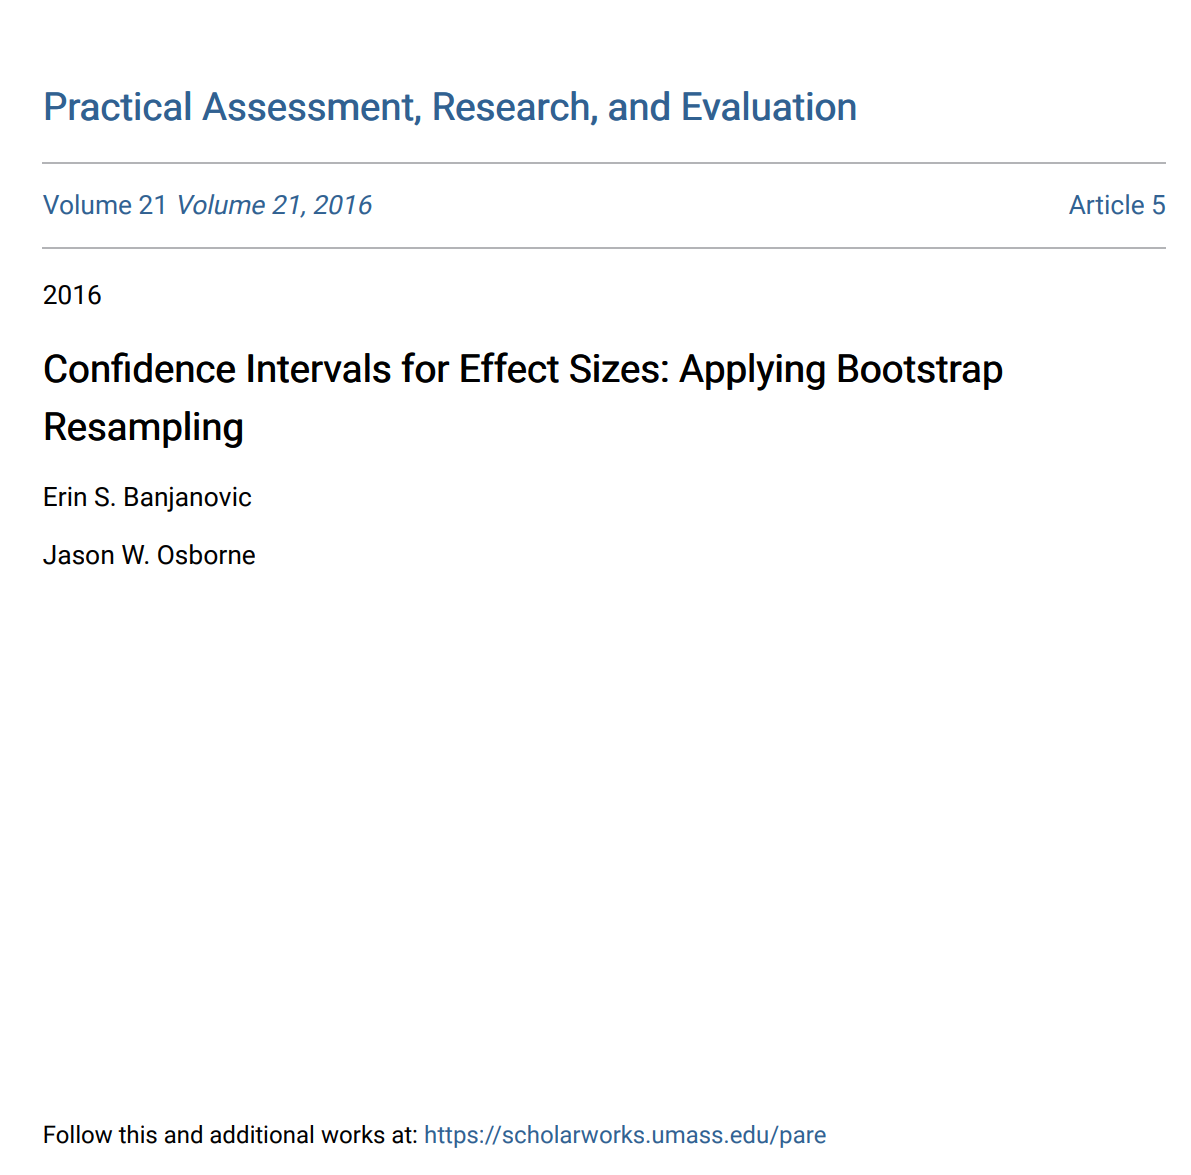 Practical Assessment, Research, and Evaluation
Volume 21 Volume 21, 2016 Article 5
2016
Confidence Intervals for Effect Sizes: Applying Bootstrap
Resampling
Erin S. Banjanovic
Jason W. Osborne
Follow this and additional works at: https://scholarworks.umass.edu/pare